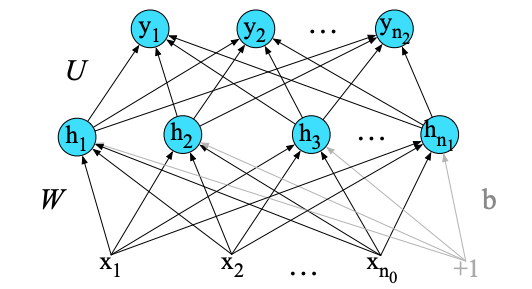 y₁ y₂ ... yₙ₂
U
h₁ h₂ h₃ ... hₙ₁
W b
x₁ x₂ ... xₙ₀ +1